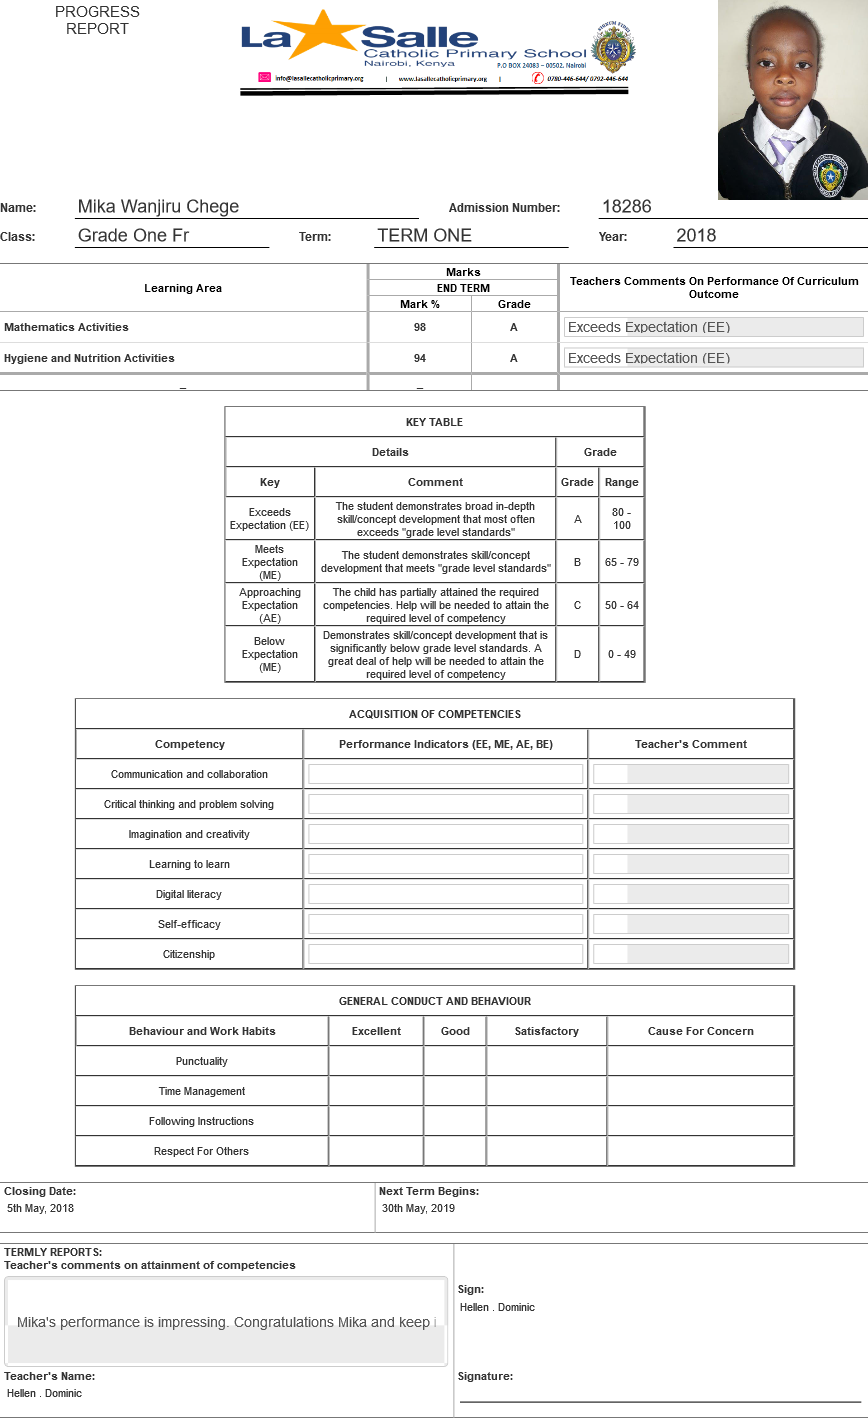 PROGRESS
REPORT
La Salle
Catholic Primary School
Nairobi, Kenya
P.O BOX 24083 – 00502, Nairobi
info@lasallecatholicprimary.org | www.lasallecatholicprimary.org | 0780-446-644/ 0792-446-644
Name: Mika Wanjiru Chege Admission Number: 18286
Class: Grade One Fr Term: TERM ONE Year: 2018
Learning Area Marks Teachers Comments On Performance Of Curriculum Outcome
END TERM
Mark % Grade
Mathematics Activities 98 A Exceeds Expectation (EE)
Hygiene and Nutrition Activities 94 A Exceeds Expectation (EE)
_ _
KEY TABLE
Details Grade
Key Comment Grade Range
Exceeds Expectation (EE) The student demonstrates broad in-depth skill/concept development that most often exceeds "grade level standards" A 80 - 100
Meets Expectation (ME) The student demonstrates skill/concept development that meets "grade level standards" B 65 - 79
Approaching Expectation (AE) The child has partially attained the required competencies. Help will be needed to attain the required level of competency C 50 - 64
Below Expectation (ME) Demonstrates skill/concept development that is significantly below grade level standards. A great deal of help will be needed to attain the required level of competency D 0 - 49
ACQUISITION OF COMPETENCIES
Competency Performance Indicators (EE, ME, AE, BE) Teacher's Comment
Communication and collaboration
Critical thinking and problem solving
Imagination and creativity
Learning to learn
Digital literacy
Self-efficacy
Citizenship
GENERAL CONDUCT AND BEHAVIOUR
Behaviour and Work Habits Excellent Good Satisfactory Cause For Concern
Punctuality
Time Management
Following Instructions
Respect For Others
Closing Date: Next Term Begins:
5th May, 2018 30th May, 2019
TERMLY REPORTS:
Teacher's comments on attainment of competencies
Mika's performance is impressing. Congratulations Mika and keep
Sign:
Hellen . Dominic
Teacher's Name: Signature:
Hellen . Dominic